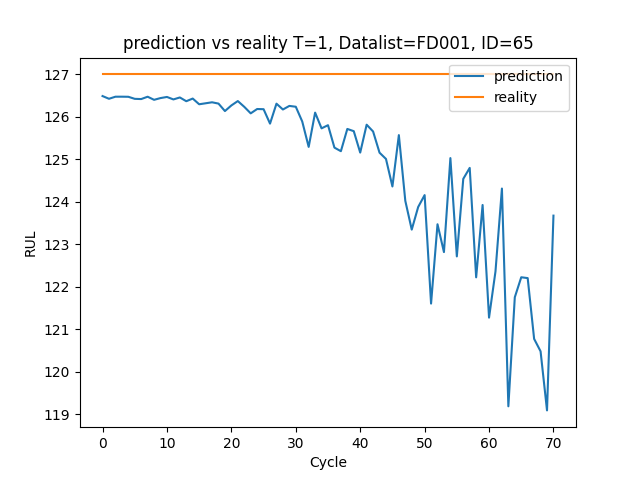 prediction vs reality T=1, Datalist=FD001, ID=65
127
126
125
124
123
122
121
120
119
RUL
prediction
reality
0 10 20 30 40 50 60 70
Cycle